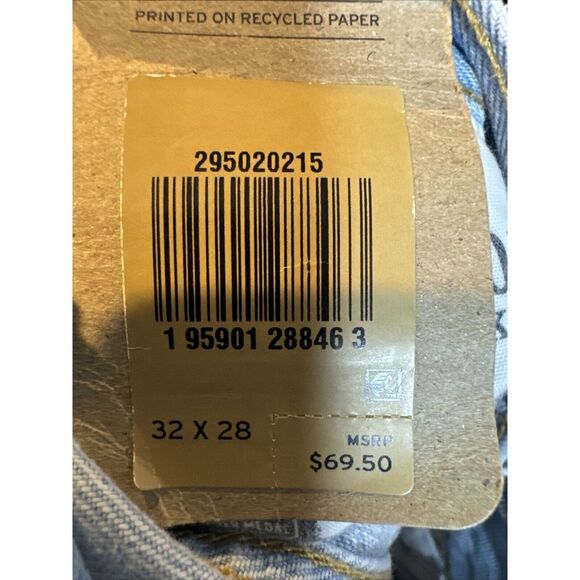 PRINTED ON RECYCLED PAPER
295020215
1 95901 28846 3
32 X 28
MSRP
$69.50